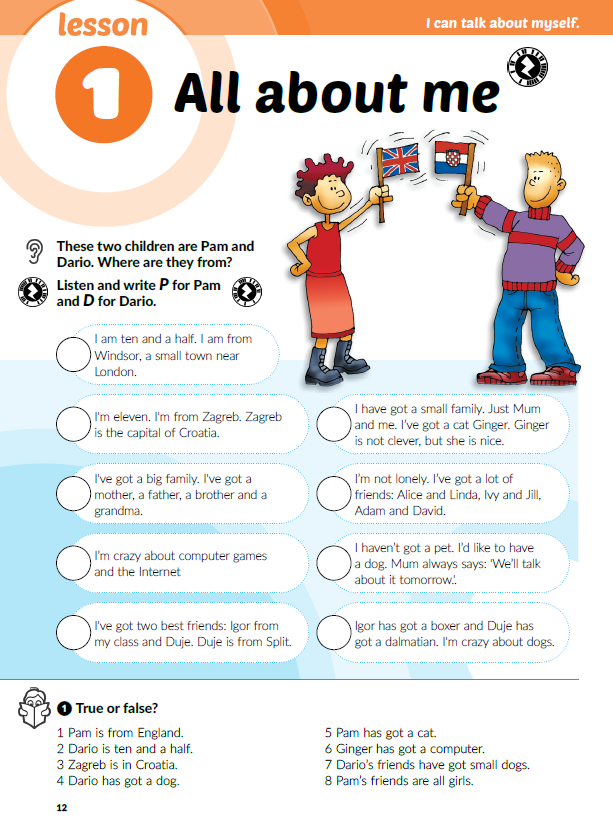 lesson
I can talk about myself.
1
All about me
These two children are Pam and
Dario. Where are they from?
Listen and write P for Pam
and D for Dario.
I am ten and a half. I am from
Windsor, a small town near
London.
I'm eleven. I'm from Zagreb. Zagreb
is the capital of Croatia.
I've got a big family. I've got a
mother, a father, a brother and a
grandma.
I'm crazy about computer games
and the Internet
I've got two best friends: Igor from
my class and Duje. Duje is from Split.
I have got a small family. Just Mum
and me. I've got a cat Ginger. Ginger
is not clever, but she is nice.
I'm not lonely. I've got a lot of
friends: Alice and Linda, Ivy and Jill,
Adam and David.
I haven't got a pet. I'd like to have
a dog. Mum always says: 'We'll talk
about it tomorrow.'.
Igor has got a boxer and Duje has
got a dalmatian. I'm crazy about dogs.
1 True or false?
1 Pam is from England.
2 Dario is ten and a half.
3 Zagreb is in Croatia.
4 Dario has got a dog.
5 Pam has got a cat.
6 Ginger has got a computer.
7 Dario's friends have got small dogs.
8 Pam's friends are all girls.
12